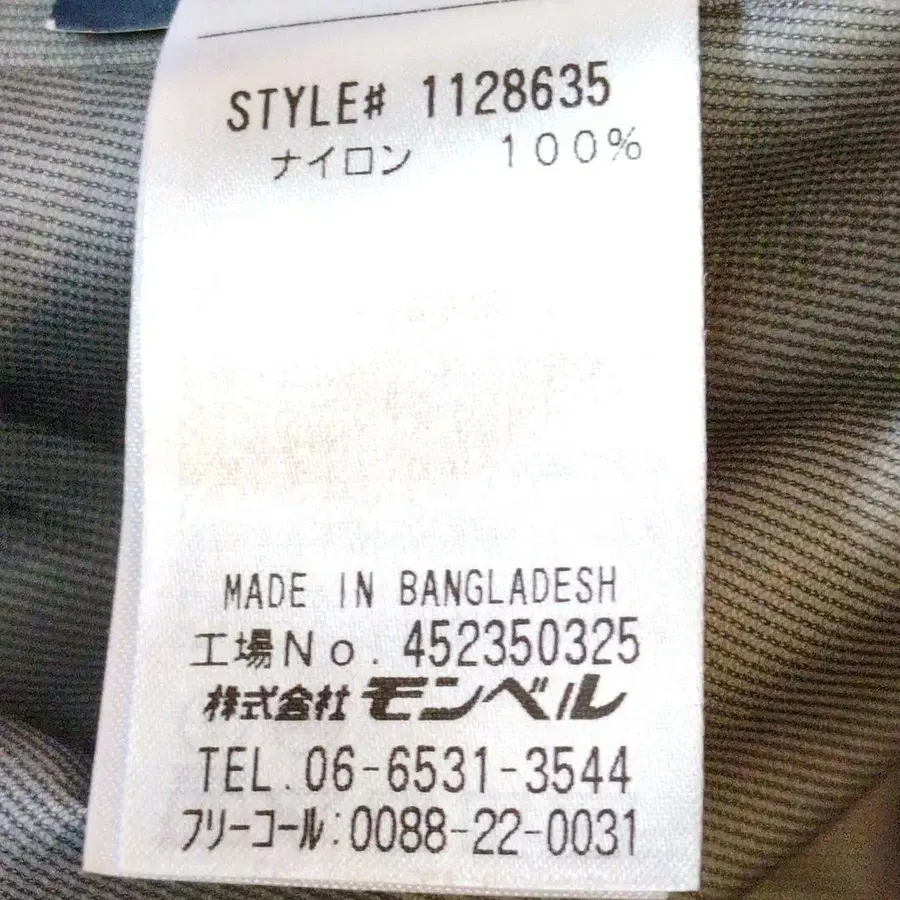 STYLE# 1128635
ナイロン 100%
MADE IN BANGLADESH
工場No. 452350325
株式会社モンベル
TEL.06-6531-3544
フリーコール:0088-22-0031